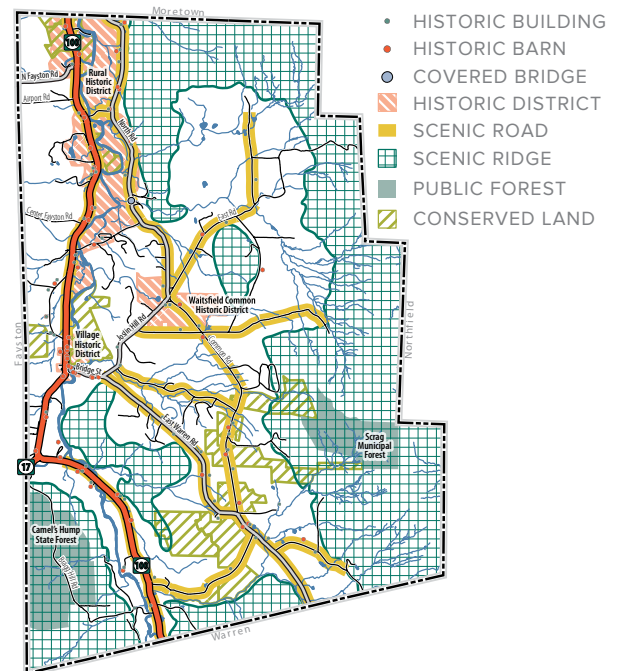 Moretown
100
N Fayston Rd
Rural
Historic
District
Airport Rd
North Rd
Center Fayston Rd
East Rd
Waitsfield Common
Historic District
Joslin Hill Rd
Common Rd
Fayston
Northfield
Village
Historic
District
Bridge St
East Warren Rd
Scrag
Municipal
Forest
17
Camel's Hump
State Forest
100
Warren
HISTORIC BUILDING
HISTORIC BARN
COVERED BRIDGE
HISTORIC DISTRICT
SCENIC ROAD
SCENIC RIDGE
PUBLIC FOREST
CONSERVED LAND